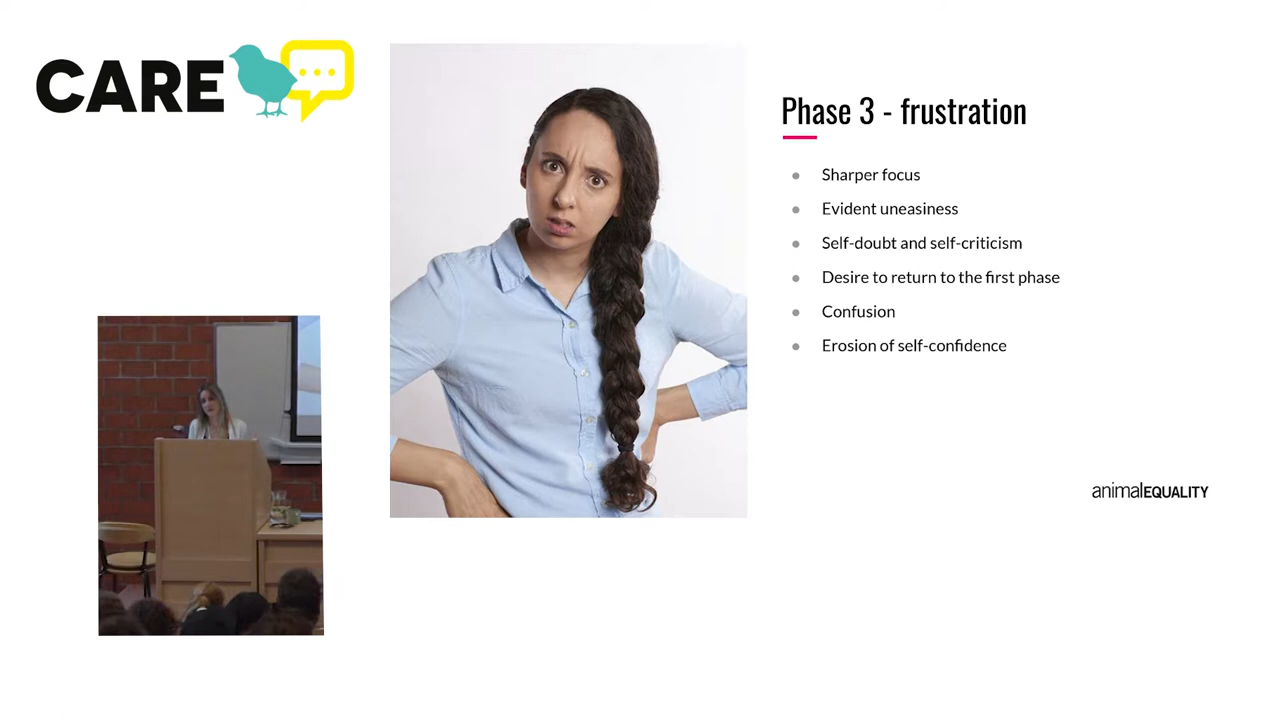 CARE
Phase 3 - frustration
Sharper focus
Evident uneasiness
Self-doubt and self-criticism
Desire to return to the first phase
Confusion
Erosion of self-confidence
animalEQUALITY